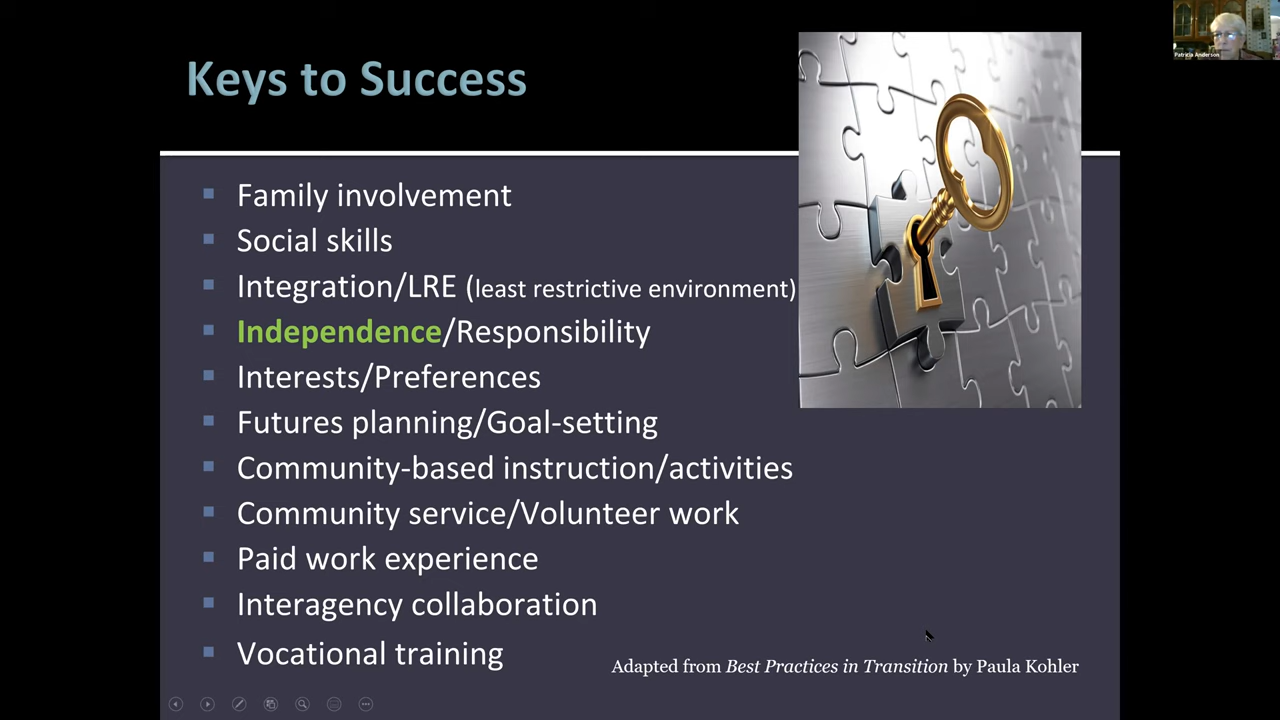 Keys to Success
Patricia Anderson
Family involvement
Social skills
Integration/LRE (least restrictive environment)
Independence/Responsibility
Interests/Preferences
Futures planning/Goal-setting
Community-based instruction/activities
Community service/Volunteer work
Paid work experience
Interagency collaboration
Vocational training
Adapted from Best Practices in Transition by Paula Kohler